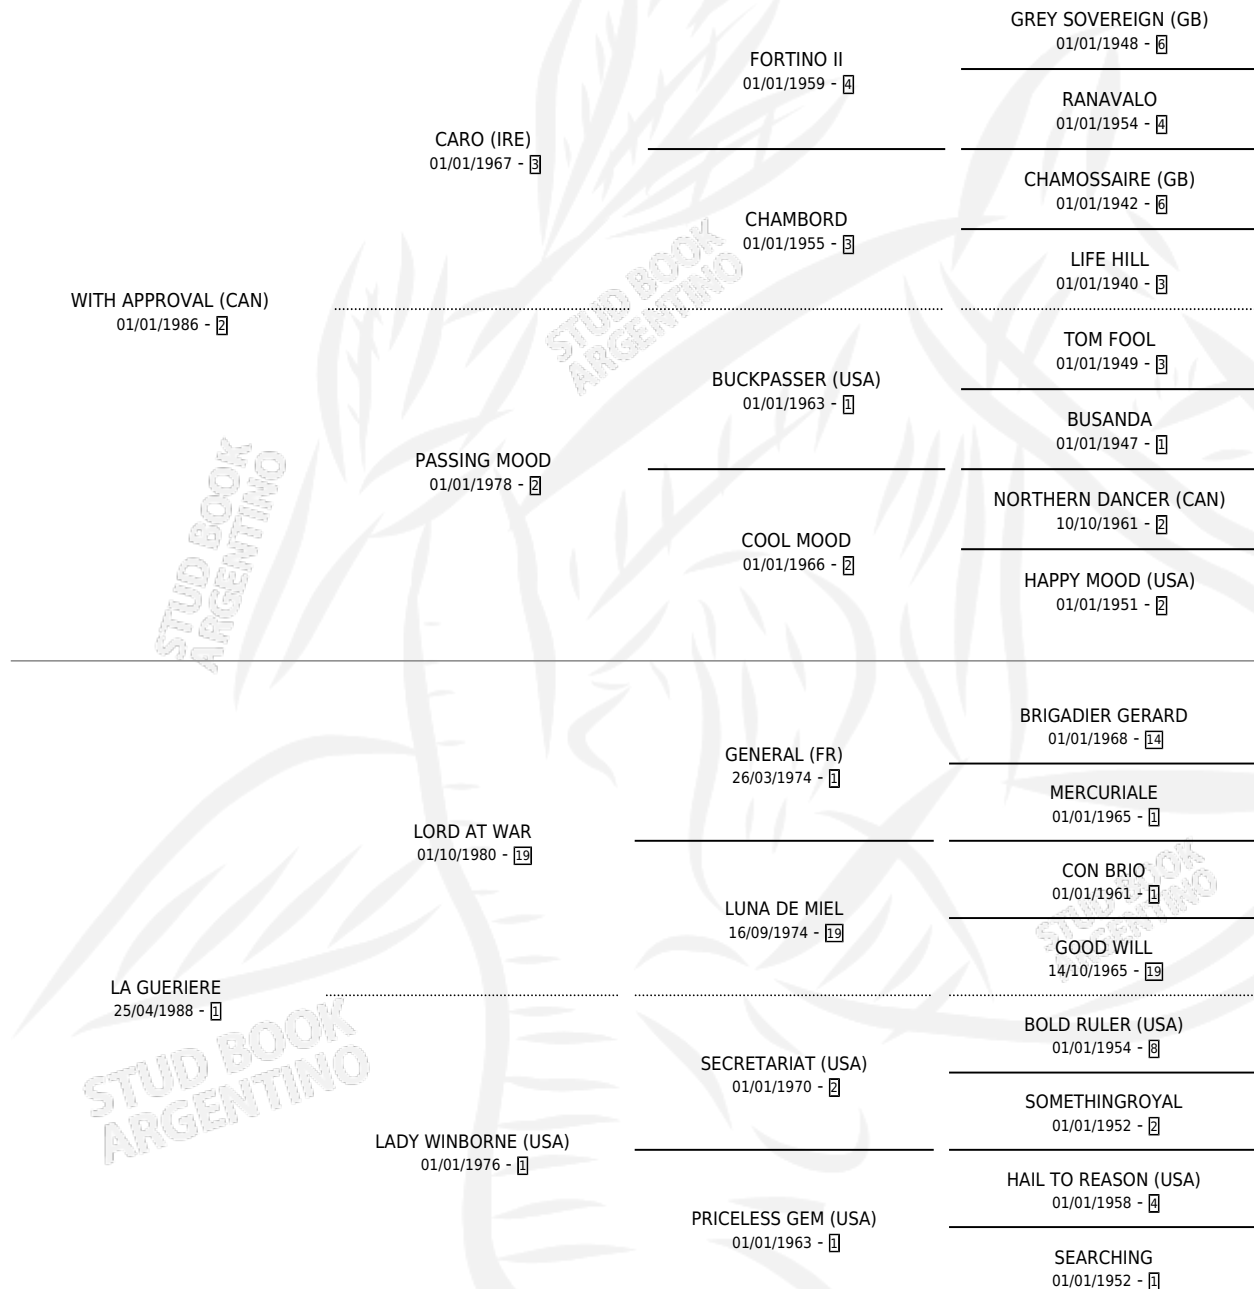 GREY SOVEREIGN (GB)
01/01/1948 - 6
FORTINO II
01/01/1959 - 4
RANAVALO
01/01/1954 - 4
CARO (IRE)
01/01/1967 - 3
CHAMOSSAIRE (GB)
01/01/1942 - 6
CHAMBORD
01/01/1955 - 3
LIFE HILL
01/01/1940 - 3
WITH APPROVAL (CAN)
01/01/1986 - 2
TOM FOOL
01/01/1949 - 3
BUCKPASSER (USA)
01/01/1963 - 1
BUSANDA
01/01/1947 - 1
PASSING MOOD
01/01/1978 - 2
NORTHERN DANCER (CAN)
10/10/1961 - 2
COOL MOOD
01/01/1966 - 2
HAPPY MOOD (USA)
01/01/1951 - 2
BRIGADIER GERARD
01/01/1968 - 14
GENERAL (FR)
26/03/1974 - 1
MERCURIALE
01/01/1965 - 1
LORD AT WAR
01/10/1980 - 19
CON BRIO
01/01/1961 - 1
LUNA DE MIEL
16/09/1974 - 19
GOOD WILL
14/10/1965 - 19
LA GUERIERE
25/04/1988 - 1
BOLD RULER (USA)
01/01/1954 - 8
SECRETARIAT (USA)
01/01/1970 - 2
SOMETHINGROYAL
01/01/1952 - 2
LADY WINBORNE (USA)
01/01/1976 - 1
HAIL TO REASON (USA)
01/01/1958 - 4
PRICELESS GEM (USA)
01/01/1963 - 1
SEARCHING
01/01/1952 - 1
STUD BOOK
ARGENTINO
STUD BOOK
ARGENTINO
STUD BOOK
ARGENTINO
STUD BOOK
ARGENTINO